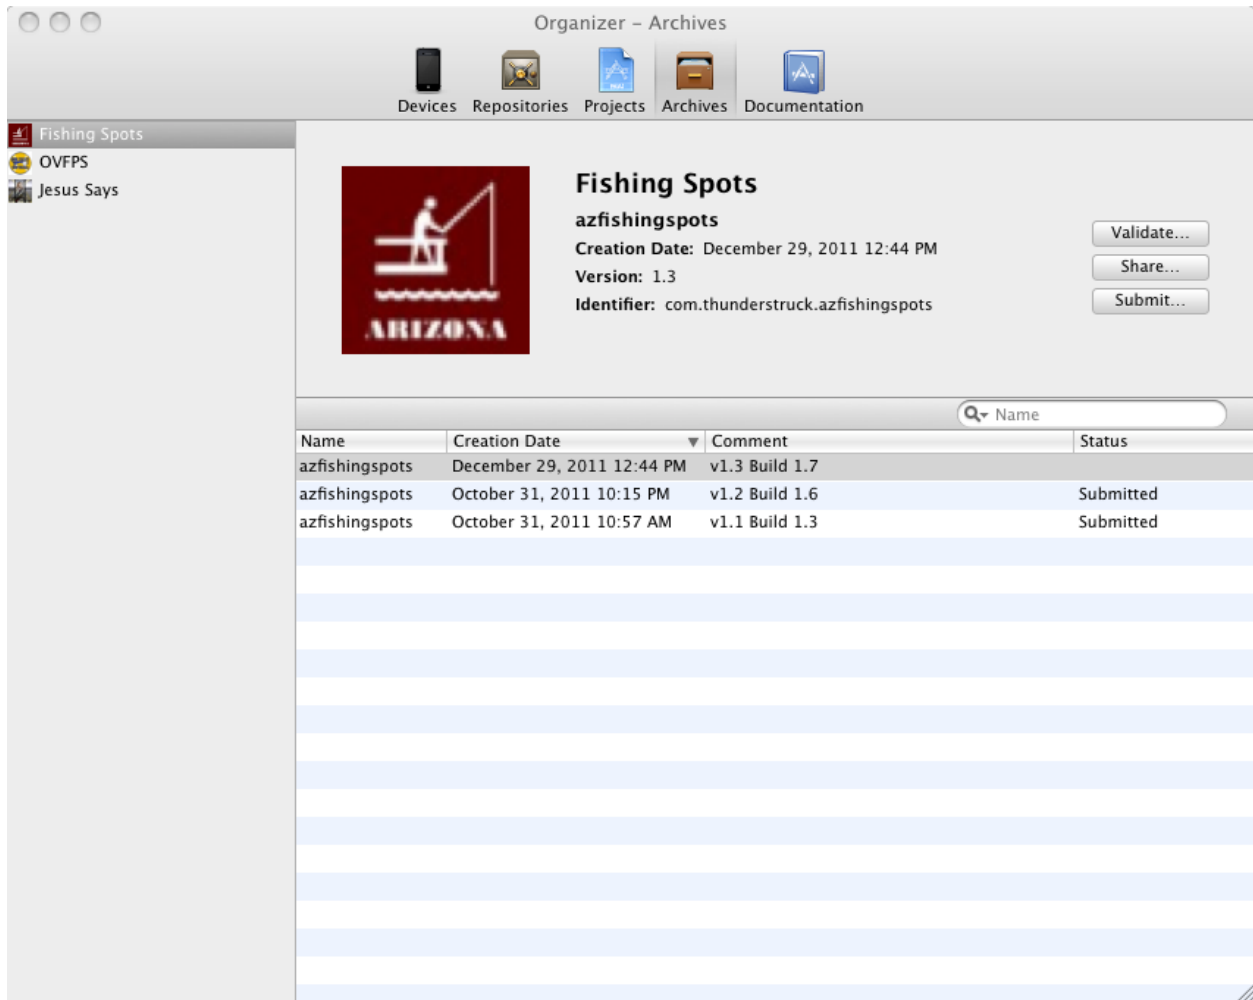 Organizer – Archives
Devices Repositories Projects Archives Documentation
Fishing Spots
OVFPS
Jesus Says
ARIZONA
Fishing Spots
azfishingspots
Creation Date: December 29, 2011 12:44 PM
Version: 1.3
Identifier: com.thunderstruck.azfishingspots
Validate...
Share...
Submit...
Name
Name Creation Date Comment Status
azfishingspots December 29, 2011 12:44 PM v1.3 Build 1.7
azfishingspots October 31, 2011 10:15 PM v1.2 Build 1.6 Submitted
azfishingspots October 31, 2011 10:57 AM v1.1 Build 1.3 Submitted